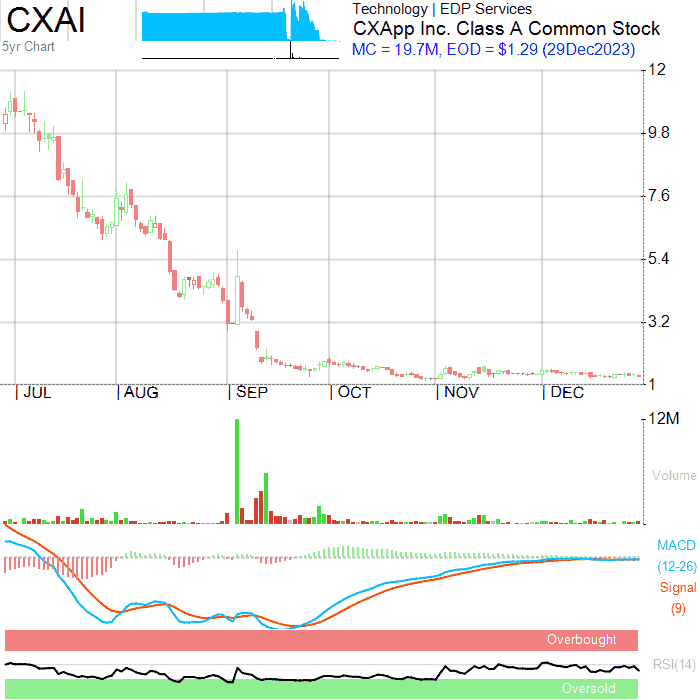 CXAI
5yr Chart
Technology | EDP Services
CXApp Inc. Class A Common Stock
MC = 19.7M, EOD = $1.29 (29Dec2023)
12
9.8
7.6
5.4
3.2
1
JUL AUG SEP OCT NOV DEC
12M
Volume
MACD
(12-26)
Signal
(9)
Overbought
RSI(14)
Oversold